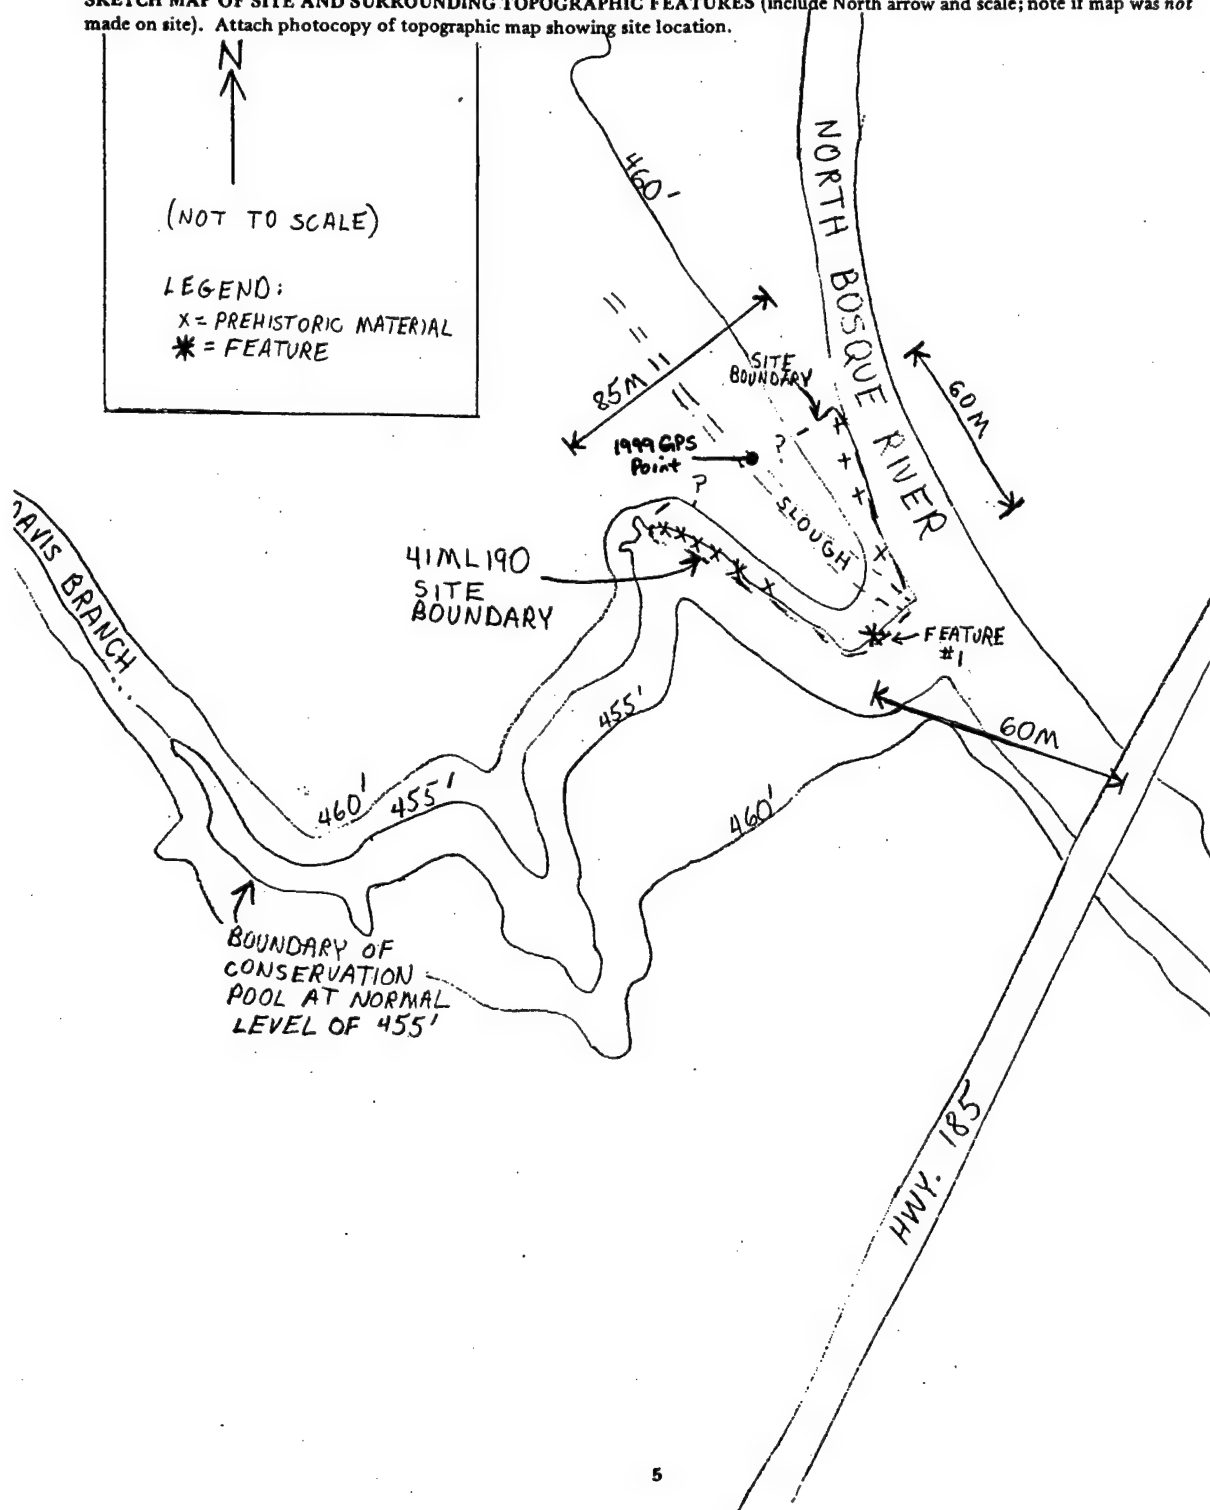 SKETCH MAP OF SITE AND SURROUNDING TOPOGRAPHIC FEATURES (include North arrow and scale; note if map was not
made on site). Attach photocopy of topographic map showing site location.
N
(NOT TO SCALE)
LEGEND:
X = PREHISTORIC MATERIAL
* = FEATURE
460'
NORTH BOSQUE RIVER
85M
SITE
BOUNDARY
60M
1999 GPS
Point
?
?
SLOUGH
41ML190
SITE
BOUNDARY
FEATURE
#1
DAVIS BRANCH
455'
60M
460'
455'
460'
BOUNDARY OF
CONSERVATION
POOL AT NORMAL
LEVEL OF 455'
HWY. 185
5